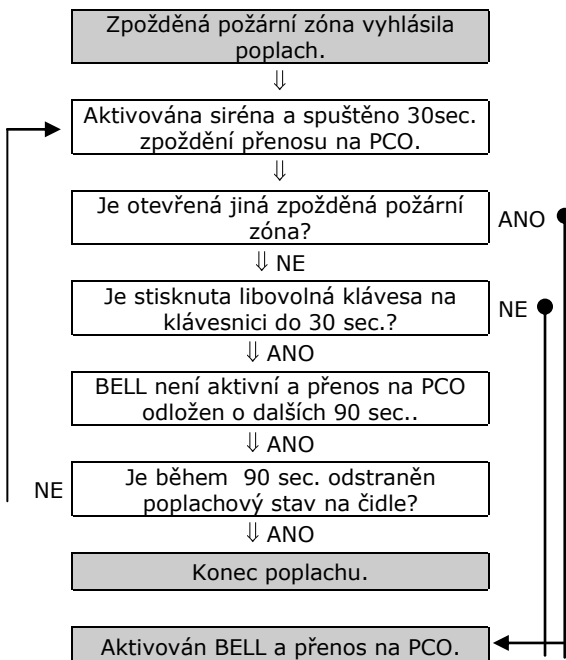 Zpožděná požární zóna vyhlásila
poplach.
⇓
Aktivována siréna a spuštěno 30sec.
zpoždění přenosu na PCO.
⇓
Je otevřená jiná zpožděná požární
zóna?
ANO
⇓ NE
Je stisknuta libovolná klávesa na
klávesnici do 30 sec.?
NE
⇓ ANO
BELL není aktivní a přenos na PCO
odložen o dalších 90 sec..
⇓ ANO
Je během 90 sec. odstraněn
poplachový stav na čidle?
NE
⇓ ANO
Konec poplachu.
Aktivován BELL a přenos na PCO.